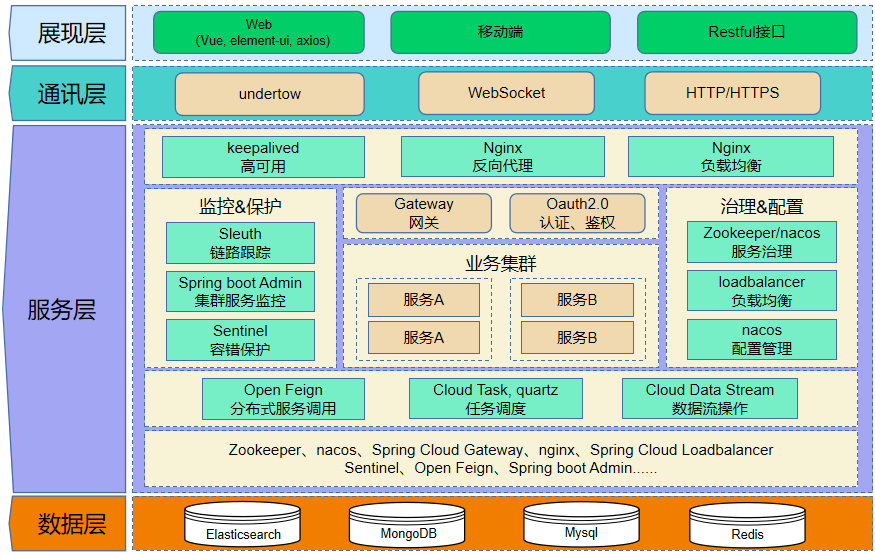 展现层
Web
(Vue, element-ui, axios)
移动端
Restful接口
通讯层
undertow
WebSocket
HTTP/HTTPS
服务层
keepalived
高可用
Nginx
反向代理
Nginx
负载均衡
监控&保护
Sleuth
链路跟踪
Spring boot Admin
集群服务监控
Sentinel
容错保护
Gateway
网关
Oauth2.0
认证、鉴权
业务集群
服务A
服务B
服务A
服务B
治理&配置
Zookeeper/nacos
服务治理
loadbalancer
负载均衡
nacos
配置管理
Open Feign
分布式服务调用
Cloud Task, quartz
任务调度
Cloud Data Stream
数据流操作
Zookeeper、nacos、Spring Cloud Gateway、nginx、Spring Cloud Loadbalancer
Sentinel、Open Feign、Spring boot Admin......
数据层
Elasticsearch
MongoDB
Mysql
Redis